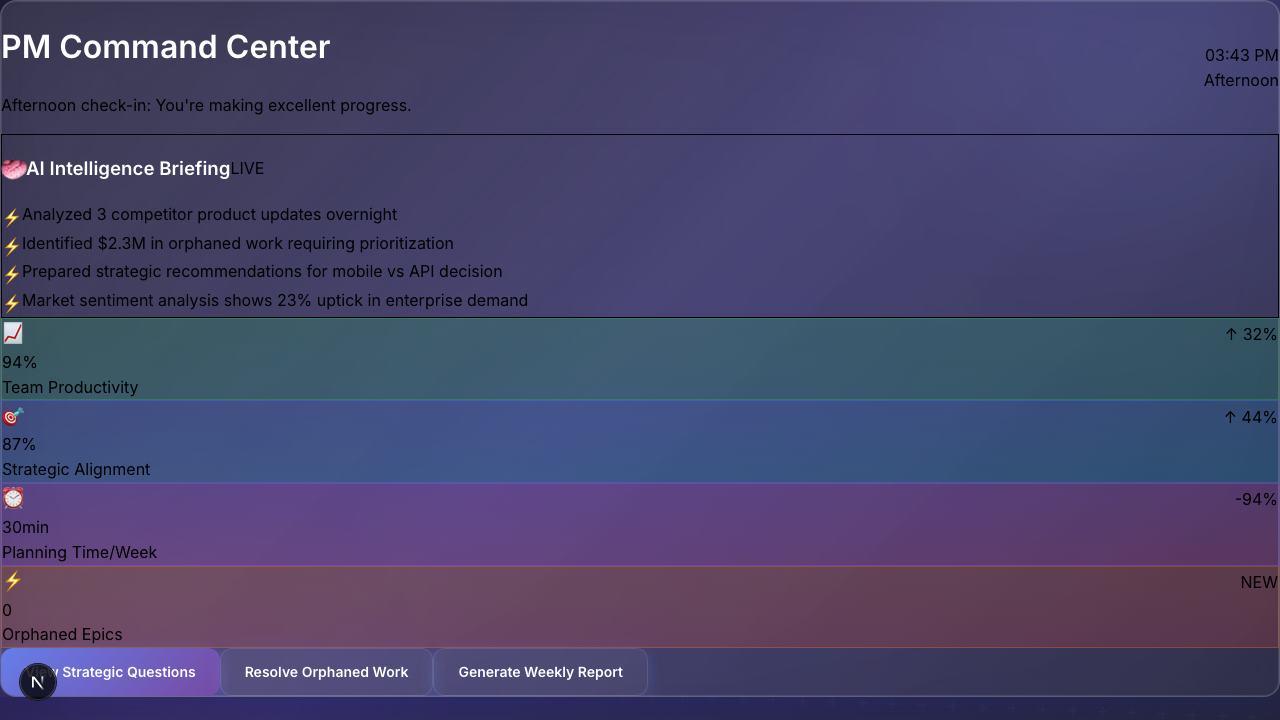 PM Command Center
03:43 PM
Afternoon
Afternoon check-in: You're making excellent progress.
AI Intelligence Briefing LIVE
Analyzed 3 competitor product updates overnight
Identified $2.3M in orphaned work requiring prioritization
Prepared strategic recommendations for mobile vs API decision
Market sentiment analysis shows 23% uptick in enterprise demand
↑ 32%
94%
Team Productivity
↑ 44%
87%
Strategic Alignment
-94%
30min
Planning Time/Week
NEW
0
Orphaned Epics
Strategic Questions
Resolve Orphaned Work
Generate Weekly Report
N